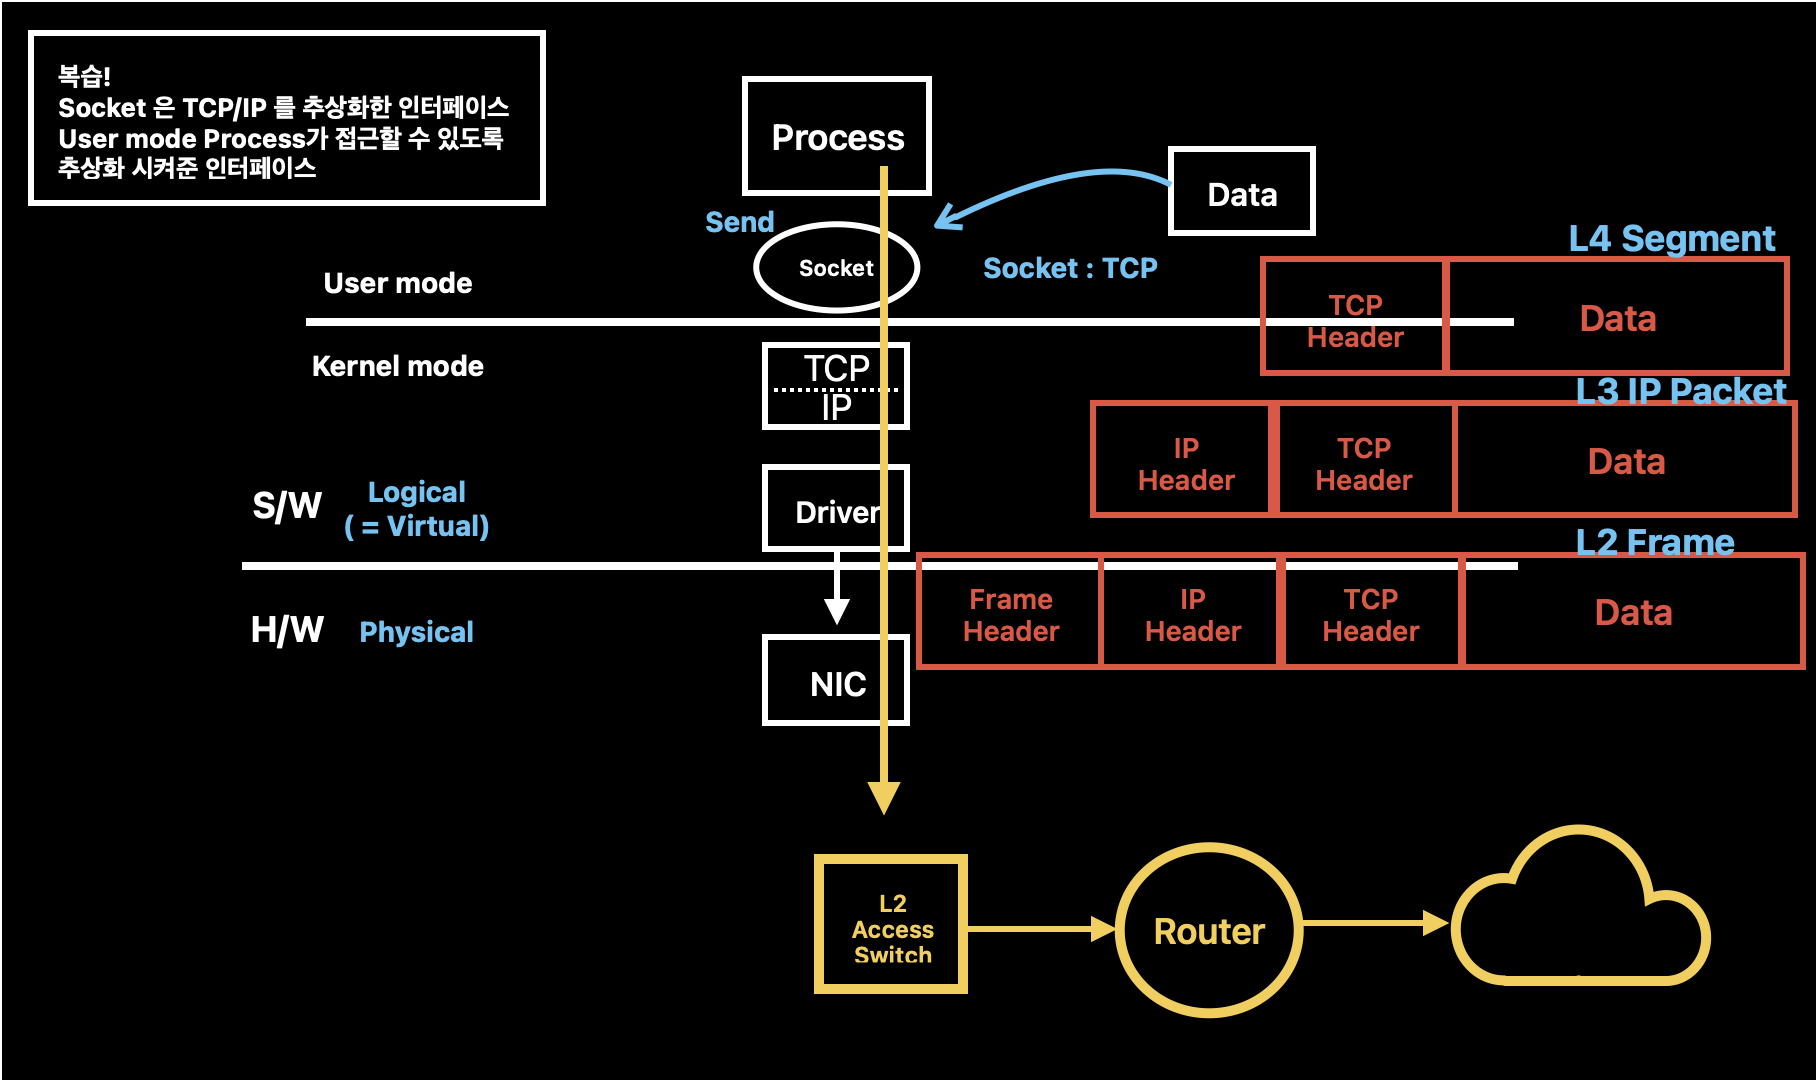 복습!
Socket 은 TCP/IP 를 추상화한 인터페이스
User mode Process가 접근할 수 있도록
추상화 시켜준 인터페이스
Process
Data
Send
Socket
Socket : TCP
User mode
Kernel mode
L4 Segment
TCP
Header
Data
TCP
IP
L3 IP Packet
IP
Header
TCP
Header
Data
S/W
Logical
( = Virtual)
Driver
L2 Frame
Frame
Header
IP
Header
TCP
Header
Data
H/W
Physical
NIC
L2
Access
Switch
Router